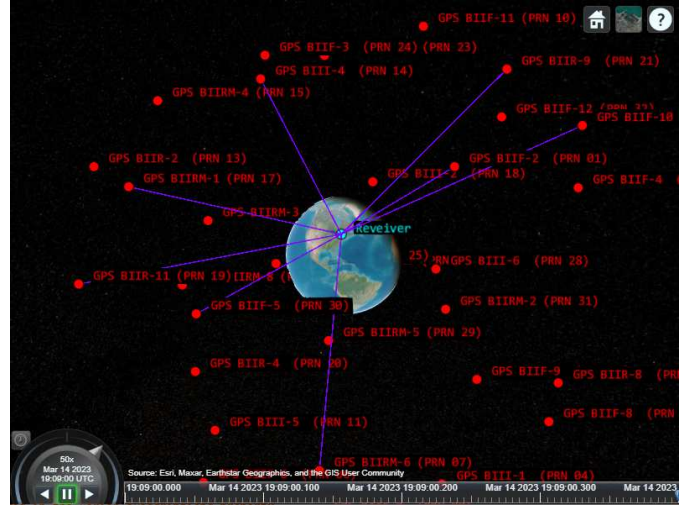 GPS BIIF-11 (PRN 10)
?
GPS BIIF-3 (PRN 24) (PRN 23)
GPS BIII-4 (PRN 14)
GPS BIIR-9 (PRN 21)
GPS BIIRM-4 (PRN 15)
GPS BIIF-12 (PRN 32)
GPS BIIF-10
GPS BIIR-2 (PRN 13)
GPS BIIF-2 (PRN 01)
GPS BIII-2 (PRN 18)
GPS BIIRM-1 (PRN 17)
GPS BIIF-4
GPS BIIRM-3
Reveiver
25)
GPS BIII-6 (PRN 28)
GPS BIIR-11 (PRN 19)
GPS BIIF-5 (PRN 30)
GPS BIIRM-2 (PRN 31)
GPS BIIRM-5 (PRN 29)
GPS BIIR-4 (PRN 20)
GPS BIIF-9
GPS BIIR-8 (PRN
GPS BIII-5 (PRN 11)
GPS BIIF-8 (PRN
50x
Mar 14 2023
19:09:00 UTC
GPS BIIRM-6 (PRN 07)
GPS BIII-1 (PRN 04)
Source: Esri, Maxar, Earthstar Geographics, and the GIS User Community
19:09:00.000 Mar 14 2023 19:09:00.100 Mar 14 2023 19:09:00.200 Mar 14 2023 19:09:00.300 Mar 14 2023